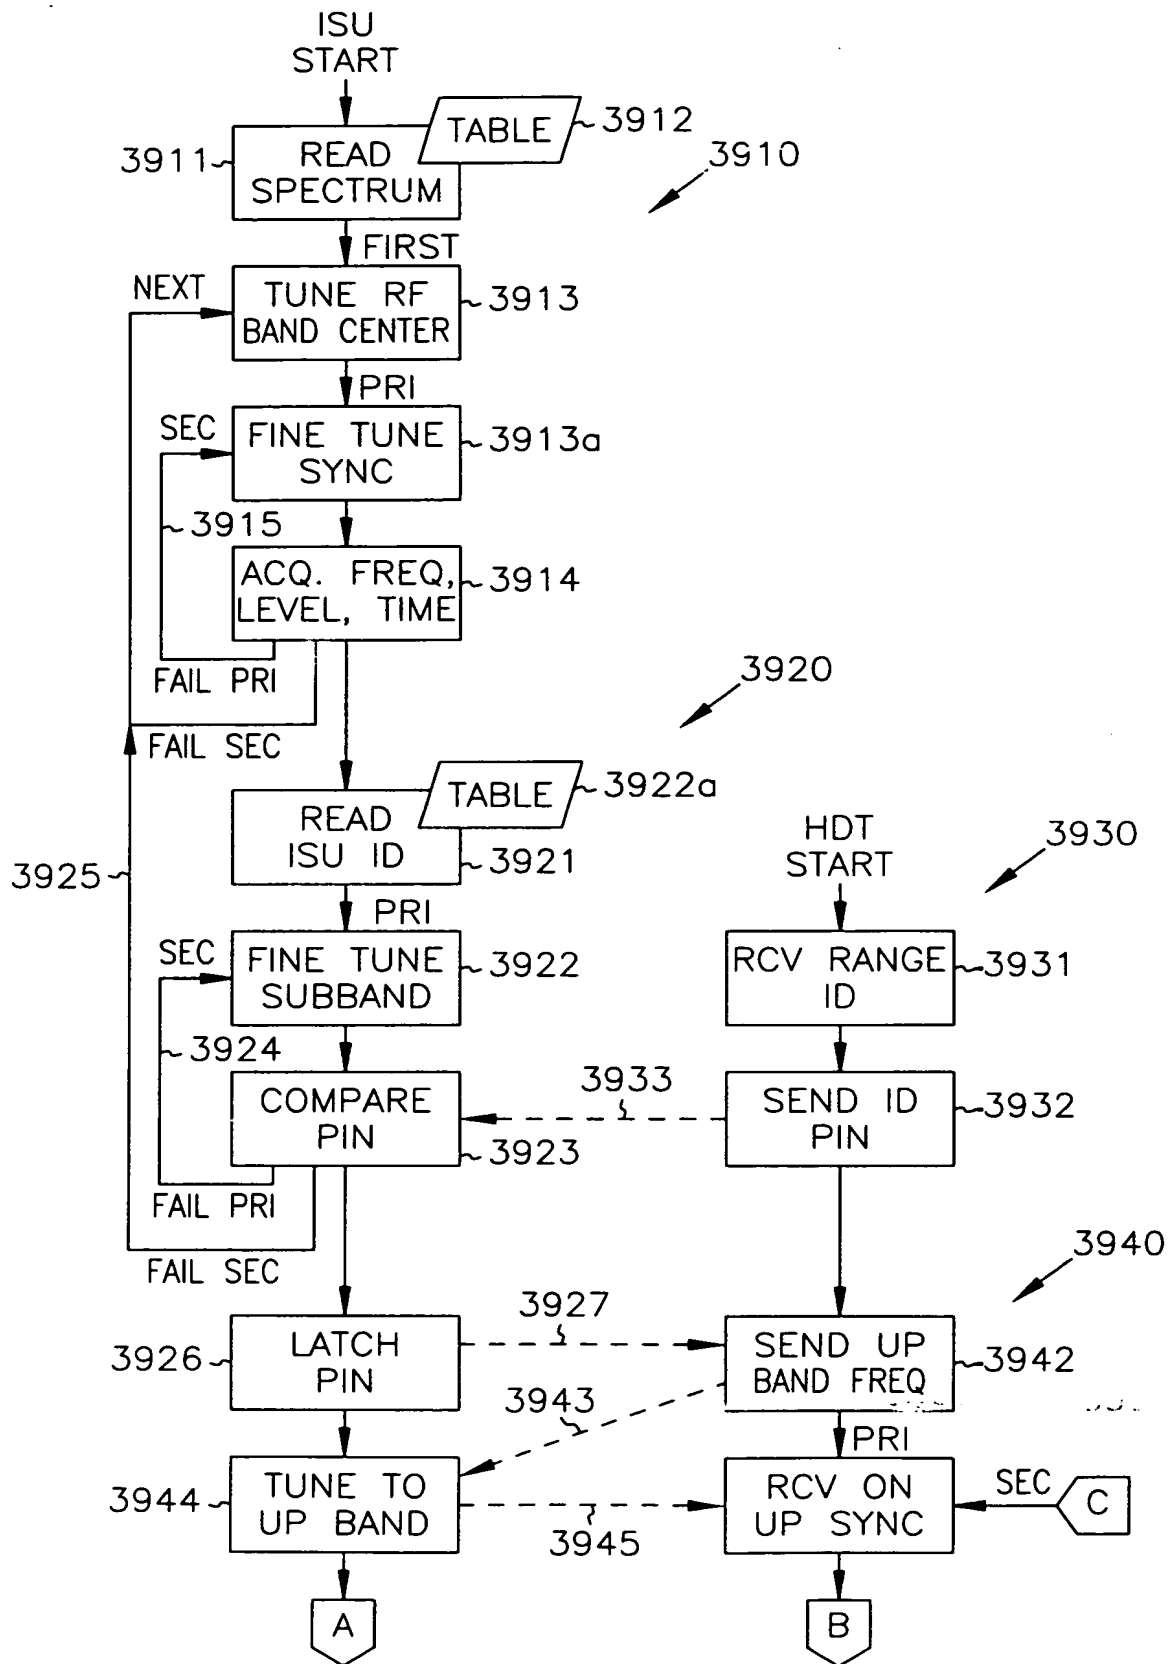 ISU
START
TABLE
3912
3911
READ
SPECTRUM
3910
FIRST
NEXT
TUNE RF
BAND CENTER
3913
PRI
SEC
FINE TUNE
SYNC
3913a
3915
ACQ. FREQ,
LEVEL, TIME
3914
FAIL PRI
FAIL SEC
3920
TABLE
3922a
READ
ISU ID
3921
HDT
START
3930
3925
PRI
SEC
FINE TUNE
SUBBAND
3922
RCV RANGE
ID
3931
3924
COMPARE
PIN
3923
3933
SEND ID
PIN
3932
FAIL PRI
FAIL SEC
3940
3927
3926
LATCH
PIN
SEND UP
BAND FREQ
3942
3943
PRI
3944
TUNE TO
UP BAND
3945
RCV ON
UP SYNC
SEC
C
A
B